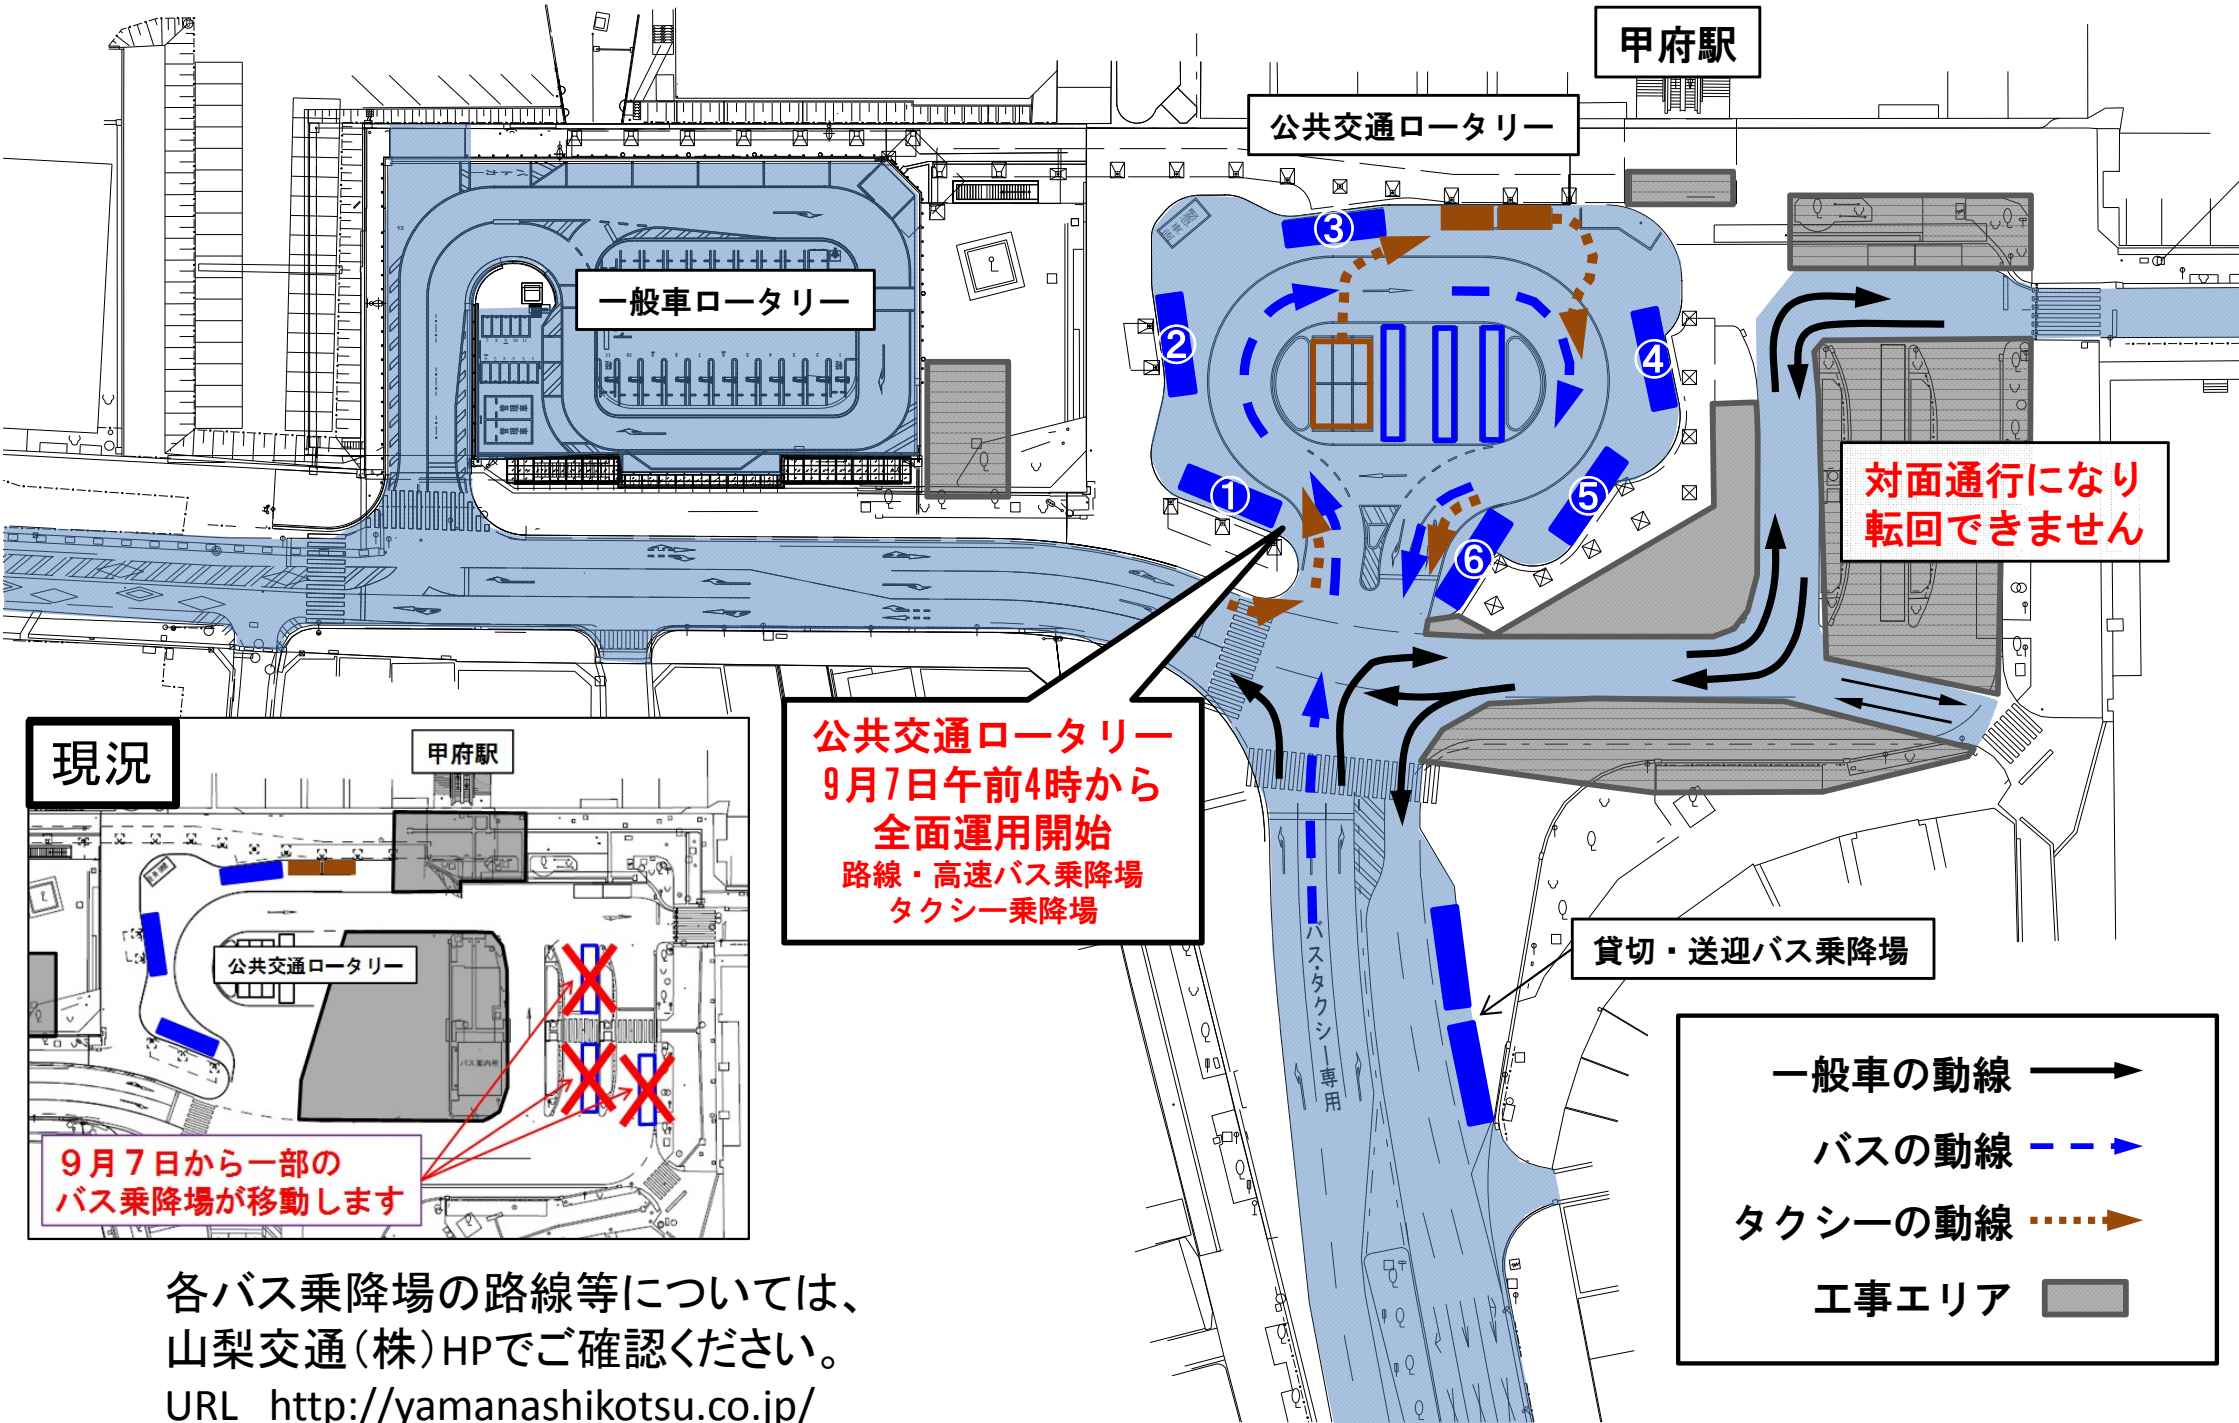 甲府駅
公共交通ロータリー
一般車ロータリー
③
②
④
①
⑤
⑥
対面通行になり
転回できません
公共交通ロータリー
9月7日午前4時から
全面運用開始
路線・高速バス乗降場
タクシー乗降場
バス・タクシー専用
貸切・送迎バス乗降場
現況
甲府駅
公共交通ロータリー
バス案内所
9月7日から一部の
バス乗降場が移動します
一般車の動線
バスの動線
タクシーの動線
工事エリア
各バス乗降場の路線等については、
山梨交通(株)HPでご確認ください。
URL http://yamanashikotsu.co.jp/